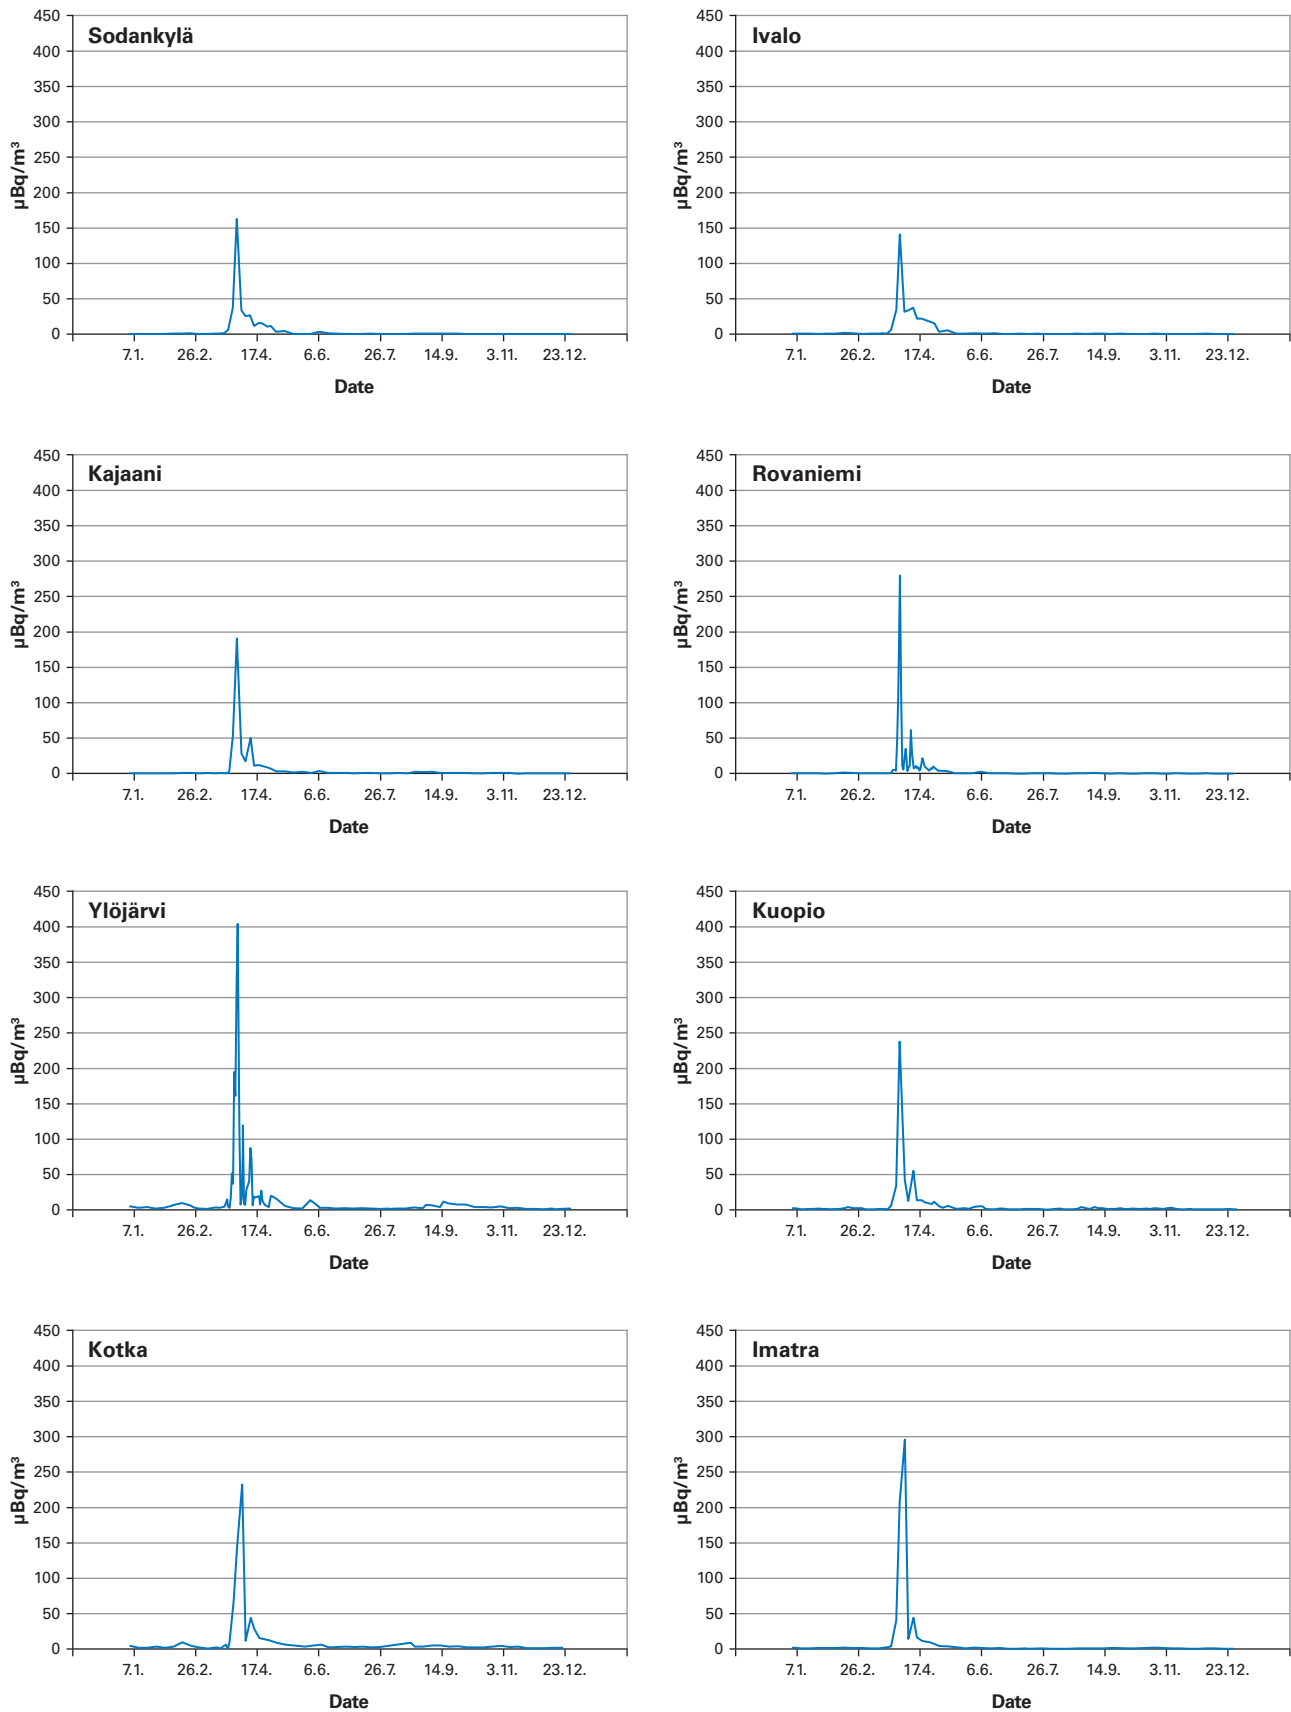 Sodankylä
450
400
350
300
250
200
150
100
50
0
µBq/m³
7.1. 26.2. 17.4. 6.6. 26.7. 14.9. 3.11. 23.12.
Date
Ivalo
450
400
350
300
250
200
150
100
50
0
µBq/m³
7.1. 26.2. 17.4. 6.6. 26.7. 14.9. 3.11. 23.12.
Date
Kajaani
450
400
350
300
250
200
150
100
50
0
µBq/m³
7.1. 26.2. 17.4. 6.6. 26.7. 14.9. 3.11. 23.12.
Date
Rovaniemi
450
400
350
300
250
200
150
100
50
0
µBq/m³
7.1. 26.2. 17.4. 6.6. 26.7. 14.9. 3.11. 23.12.
Date
Ylöjärvi
450
400
350
300
250
200
150
100
50
0
µBq/m³
7.1. 26.2. 17.4. 6.6. 26.7. 14.9. 3.11. 23.12.
Date
Kuopio
450
400
350
300
250
200
150
100
50
0
µBq/m³
7.1. 26.2. 17.4. 6.6. 26.7. 14.9. 3.11. 23.12.
Date
Kotka
450
400
350
300
250
200
150
100
50
0
µBq/m³
7.1. 26.2. 17.4. 6.6. 26.7. 14.9. 3.11. 23.12.
Date
Imatra
450
400
350
300
250
200
150
100
50
0
µBq/m³
7.1. 26.2. 17.4. 6.6. 26.7. 14.9. 3.11. 23.12.
Date